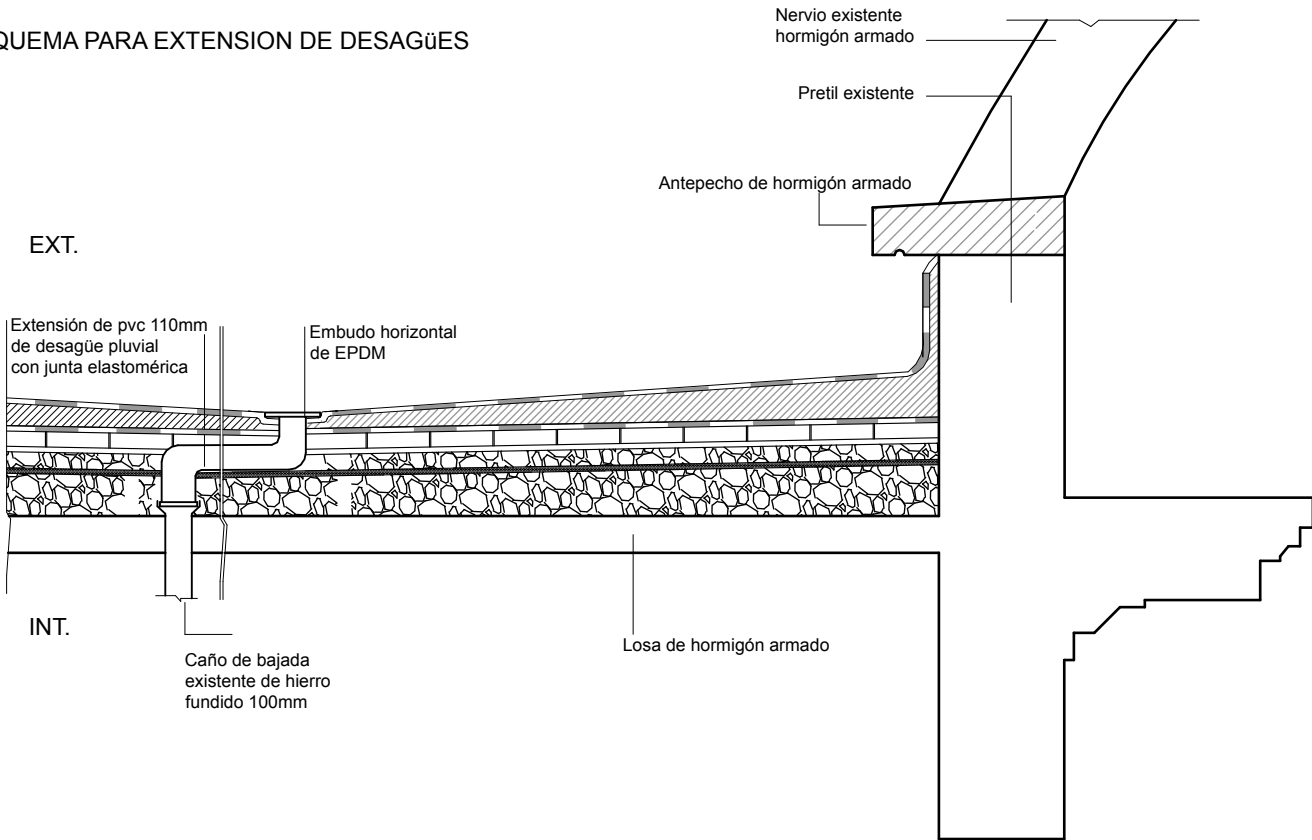 QUEMA PARA EXTENSION DE DESAGüES
Nervio existente
hormigón armado
Pretil existente
Antepecho de hormigón armado
EXT.
Extensión de pvc 110mm
de desagüe pluvial
con junta elastomérica
Embudo horizontal
de EPDM
INT.
Caño de bajada
existente de hierro
fundido 100mm
Losa de hormigón armado